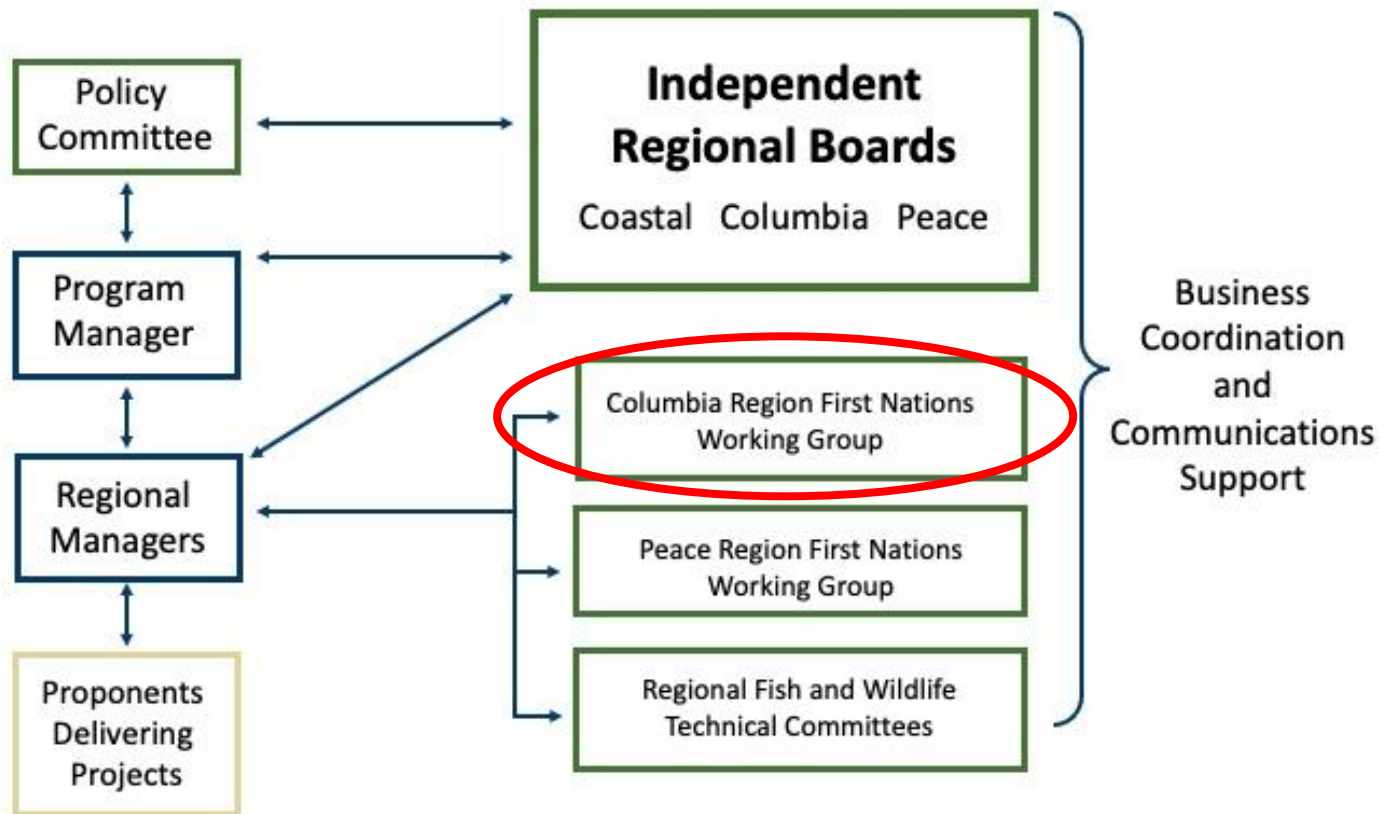 Policy
Committee
Program
Manager
Regional
Managers
Proponents
Delivering
Projects
Independent
Regional Boards
Coastal Columbia Peace
Columbia Region First Nations
Working Group
Peace Region First Nations
Working Group
Regional Fish and Wildlife
Technical Committees
Business
Coordination
and
Communications
Support